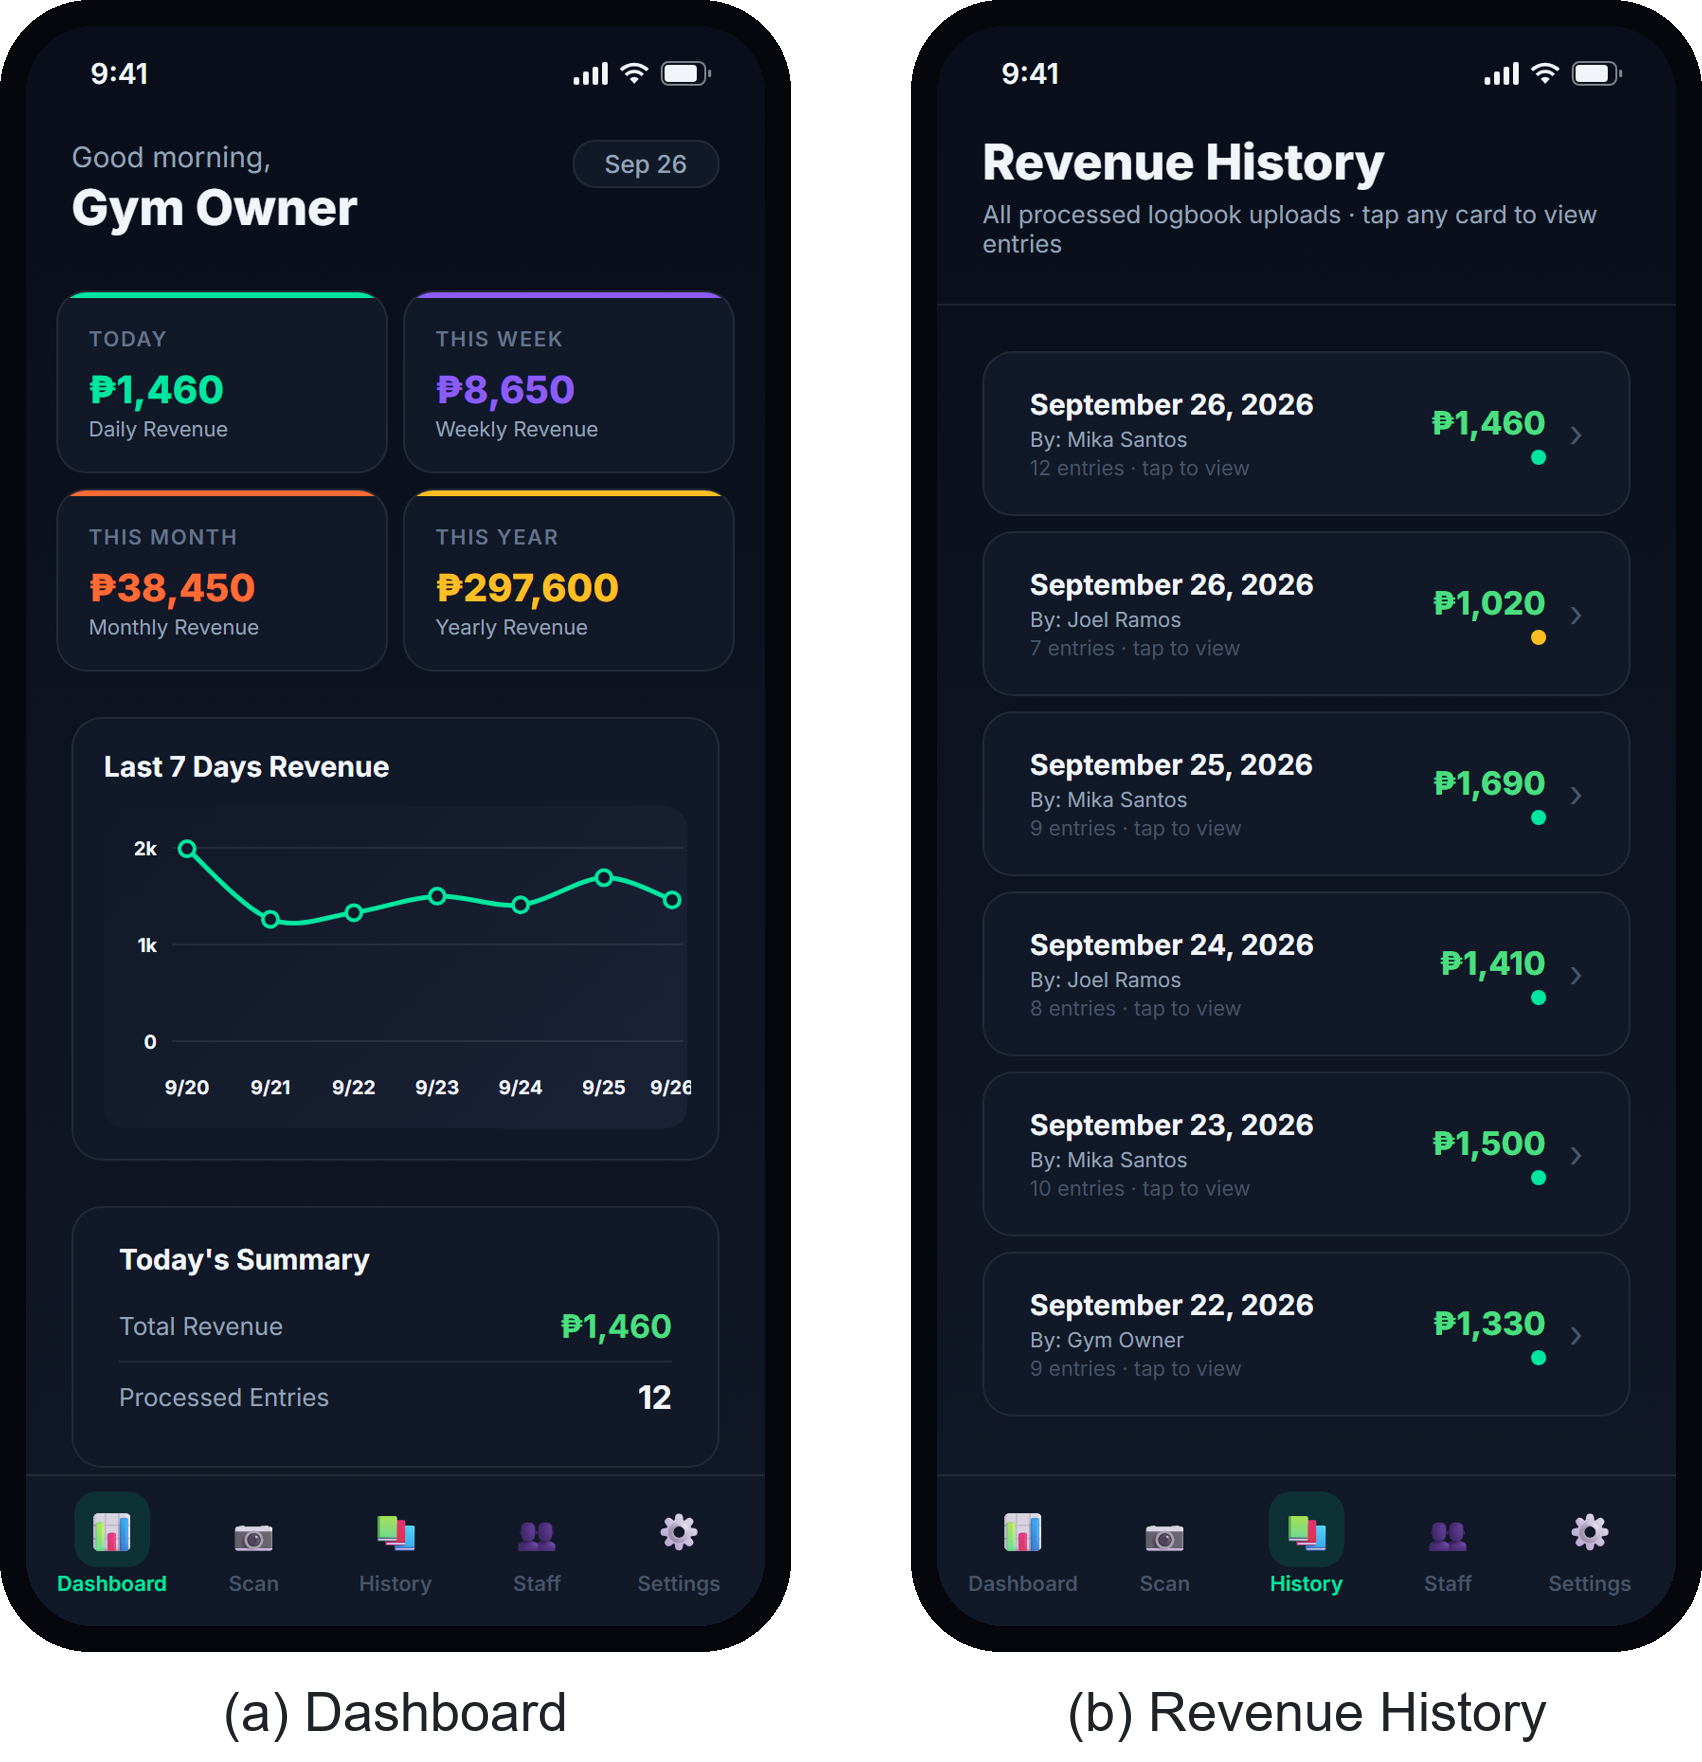 9:41
Good morning,
Gym Owner
Sep 26
TODAY
₱1,460
Daily Revenue
THIS WEEK
₱8,650
Weekly Revenue
THIS MONTH
₱38,450
Monthly Revenue
THIS YEAR
₱297,600
Yearly Revenue
Last 7 Days Revenue
2k
1k
0
9/20 9/21 9/22 9/23 9/24 9/25 9/26
Today's Summary
Total Revenue ₱1,460
Processed Entries 12
Dashboard Scan History Staff Settings
(a) Dashboard
9:41
Revenue History
All processed logbook uploads · tap any card to view
entries
September 26, 2026
By: Mika Santos
12 entries · tap to view
₱1,460
September 26, 2026
By: Joel Ramos
7 entries · tap to view
₱1,020
September 25, 2026
By: Mika Santos
9 entries · tap to view
₱1,690
September 24, 2026
By: Joel Ramos
8 entries · tap to view
₱1,410
September 23, 2026
By: Mika Santos
10 entries · tap to view
₱1,500
September 22, 2026
By: Gym Owner
9 entries · tap to view
₱1,330
Dashboard Scan History Staff Settings
(b) Revenue History